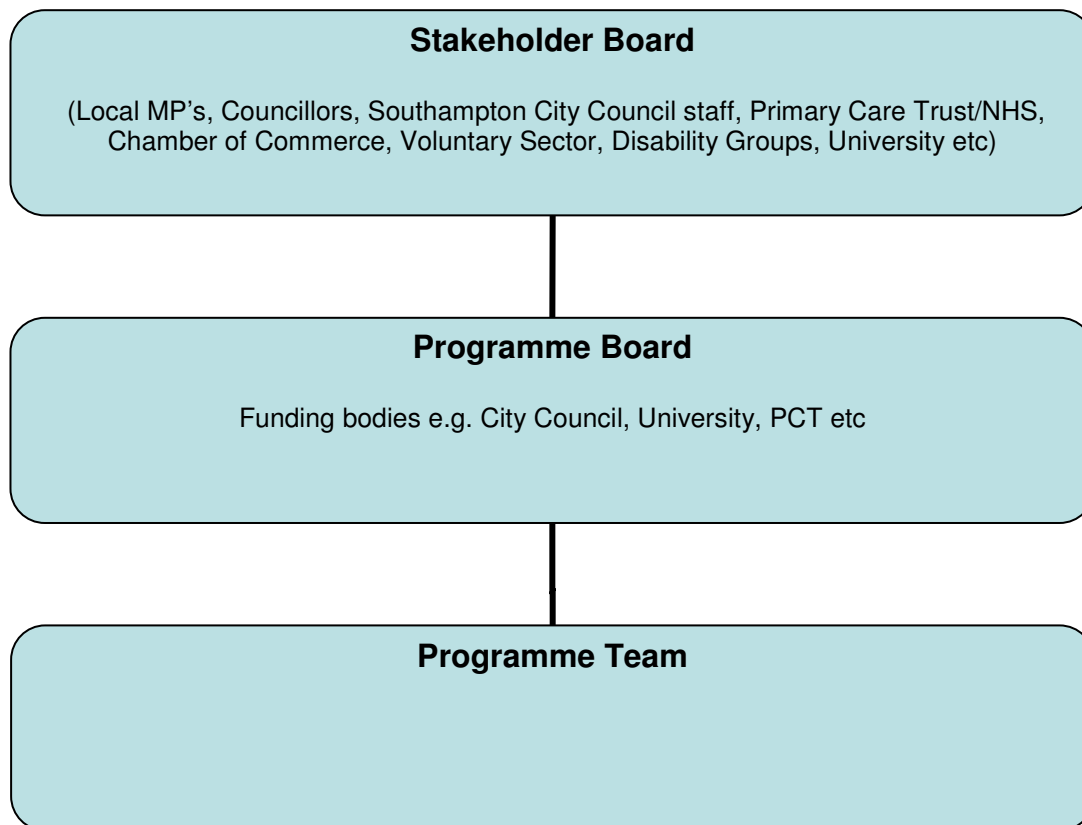 Stakeholder Board
(Local MP's, Councillors, Southampton City Council staff, Primary Care Trust/NHS,
Chamber of Commerce, Voluntary Sector, Disability Groups, University etc)
Programme Board
Funding bodies e.g. City Council, University, PCT etc
Programme Team